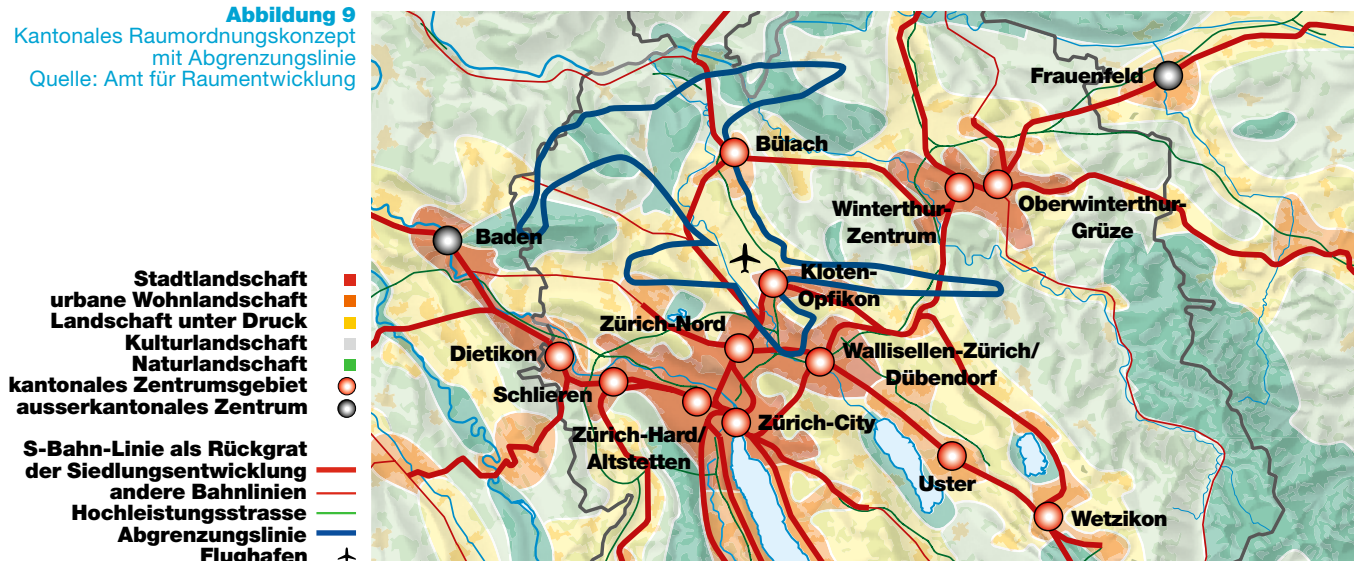 Abbildung 9
Kantonales Raumordnungskonzept
mit Abgrenzungslinie
Quelle: Amt für Raumentwicklung
Stadtlandschaft
urbane Wohnlandschaft
Landschaft unter Druck
Kulturlandschaft
Naturlandschaft
kantonales Zentrumsgebiet
ausserkantonales Zentrum
S-Bahn-Linie als Rückgrat
der Siedlungsentwicklung
andere Bahnlinien
Hochleistungsstrasse
Abgrenzungslinie
Flughafen
Frauenfeld
Bülach
Winterthur-
Zentrum
Oberwinterthur-
Grüze
Baden
Kloten-
Opfikon
Zürich-Nord
Dietikon
Schlieren
Wallisellen-Zürich/
Dübendorf
Zürich-Hard/
Altstetten
Zürich-City
Uster
Wetzikon